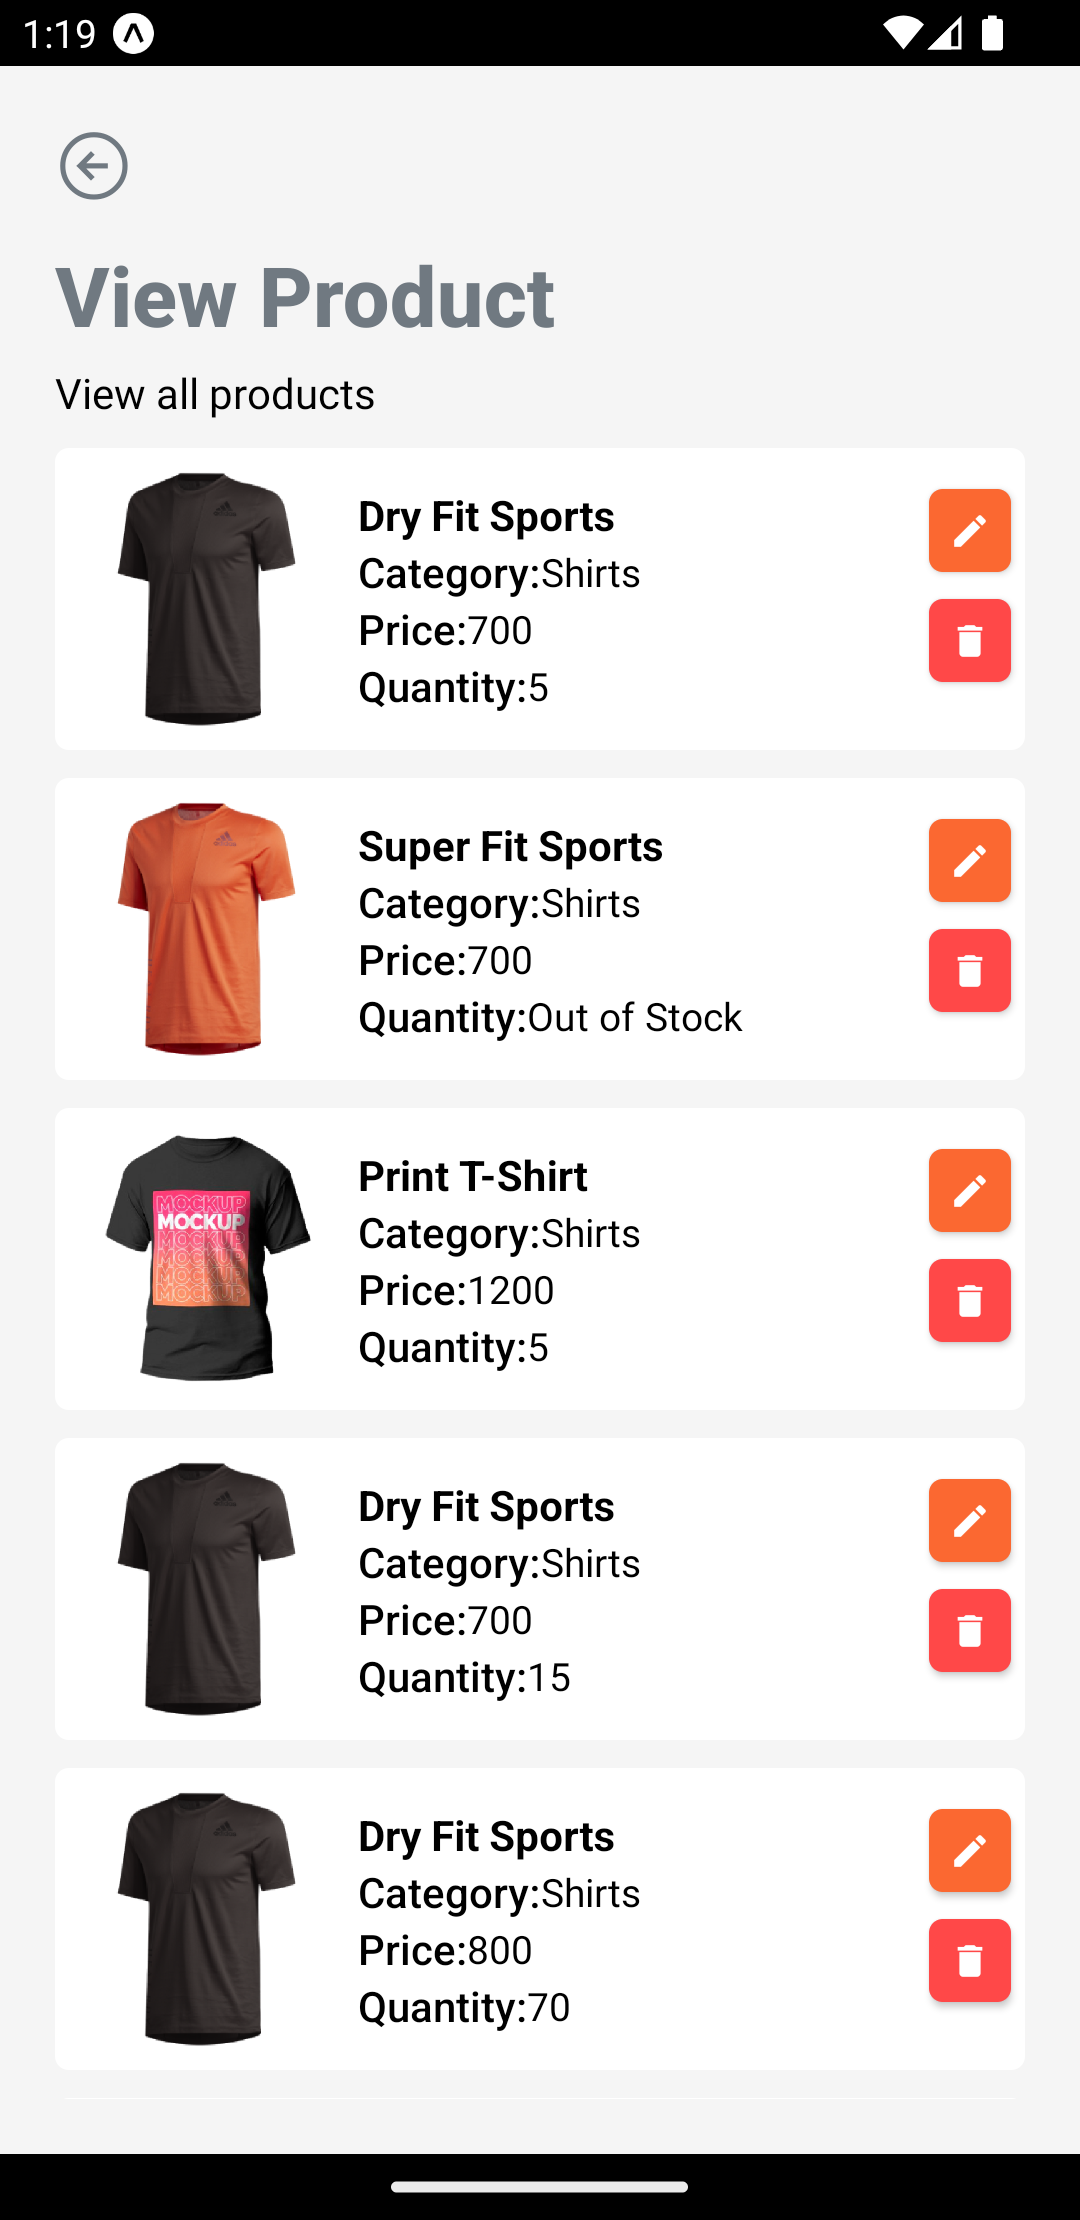 1:19
View Product
View all products
Dry Fit Sports
Category:Shirts
Price:700
Quantity:5
Super Fit Sports
Category:Shirts
Price:700
Quantity:Out of Stock
MOCKUP
MOCKUP
MOCKUP
MOCKUP
MOCKUP
MOCKUP
Print T-Shirt
Category:Shirts
Price:1200
Quantity:5
Dry Fit Sports
Category:Shirts
Price:700
Quantity:15
Dry Fit Sports
Category:Shirts
Price:800
Quantity:70